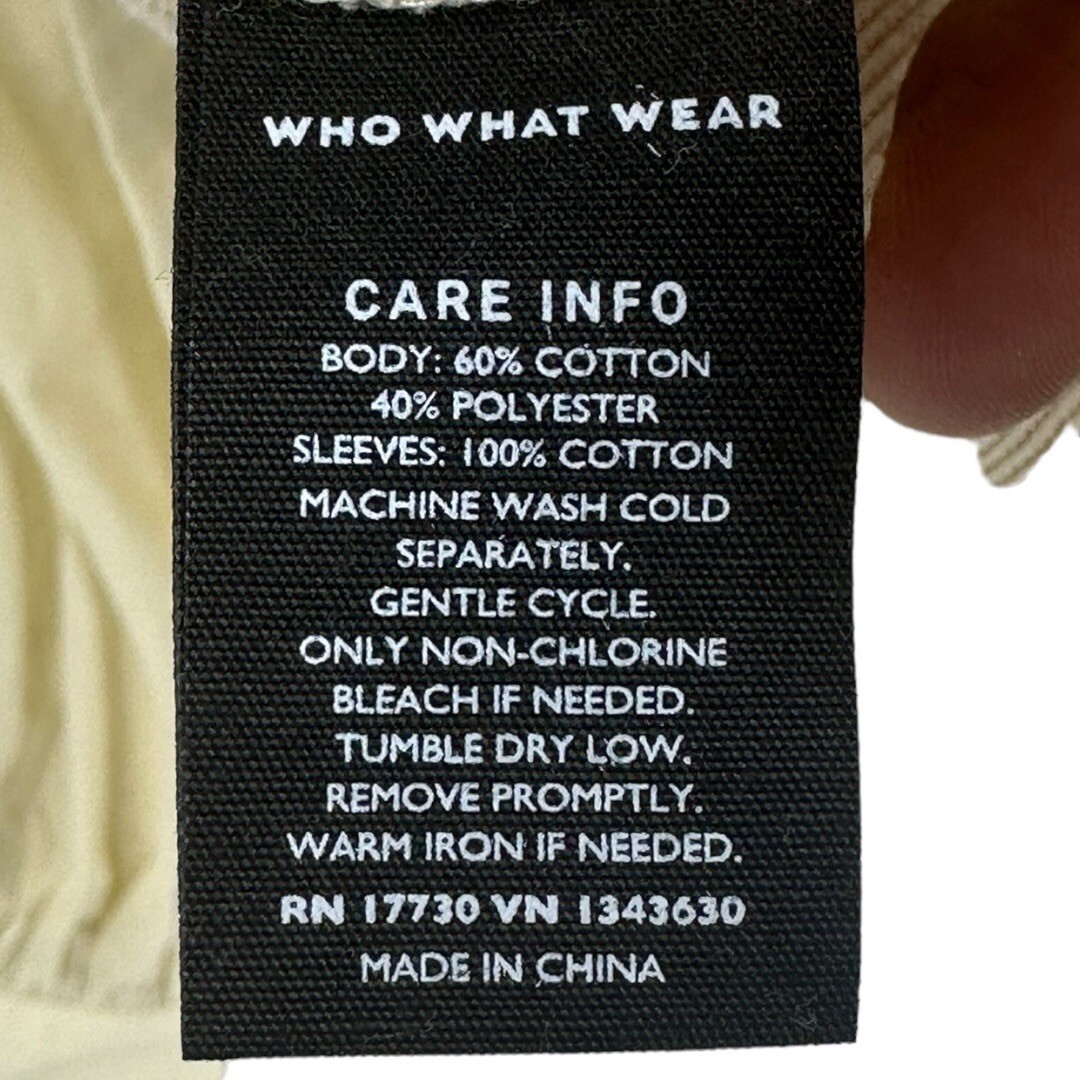 WHO WHAT WEAR
CARE INFO
BODY: 60% COTTON
40% POLYESTER
SLEEVES: 100% COTTON
MACHINE WASH COLD
SEPARATELY.
GENTLE CYCLE.
ONLY NON-CHLORINE
BLEACH IF NEEDED.
TUMBLE DRY LOW.
REMOVE PROMPTLY.
WARM IRON IF NEEDED.
RN 17730 VN 1343630
MADE IN CHINA